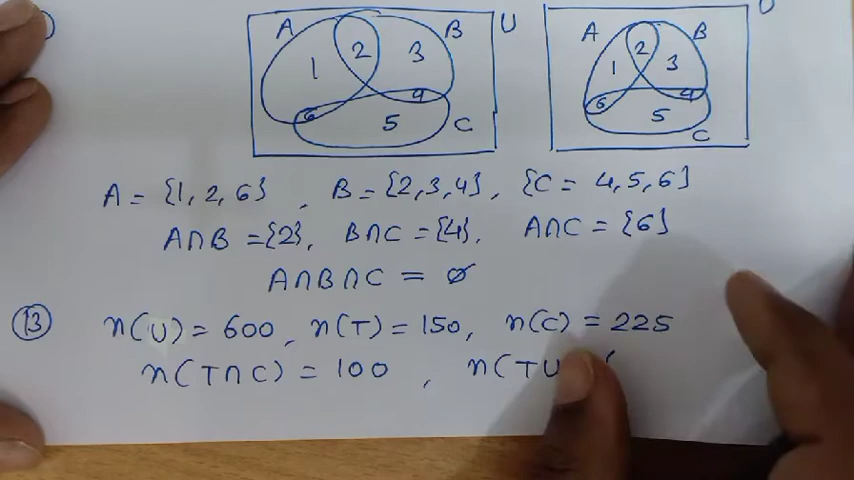 )
A 1 2 3 B U
6 4 5 C
A 1 2 3 B U
6 4 5 C
A = {1, 2, 6} , B = {2, 3, 4} , {C = 4, 5, 6}
A∩B = {2}, B∩C = {4}, A∩C = {6}
A∩B∩C = ∅
13 n(U) = 600 , n(T) = 150, n(C) = 225
n(T∩C) = 100 , n(TU